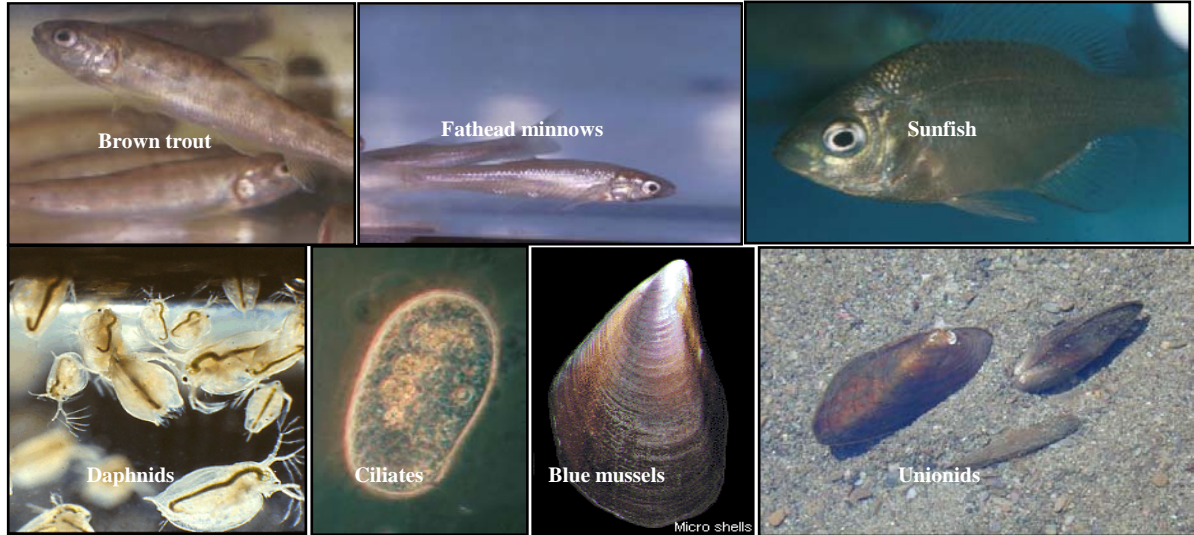 Brown trout
Fathead minnows
Sunfish
Daphnids
Ciliates
Blue mussels
Unionids
Micro shells